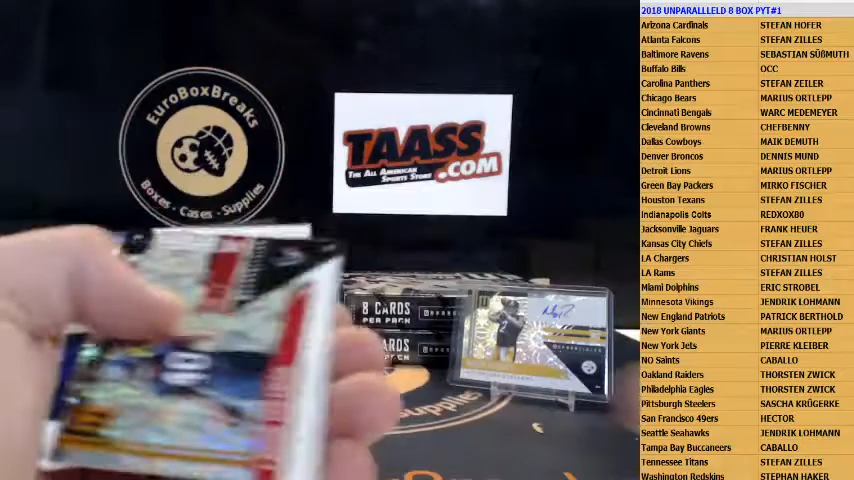 2018 UNPARALLLELD 8 BOX PYT#1
Arizona Cardinals STEFAN HOFER
Atlanta Falcons STEFAN ZILLES
Baltimore Ravens SEBASTIAN SÜßMUTH
Buffalo Bills OCC
Carolina Panthers STEFAN ZEILER
Chicago Bears MARIUS ORTLEPP
Cincinnati Bengals WARC MEDEMEYER
Cleveland Browns CHEFBENNY
Dallas Cowboys MAIK DEMUTH
Denver Broncos DENNIS MUND
Detroit Lions MARIUS ORTLEPP
Green Bay Packers MIRKO FISCHER
Houston Texans STEFAN ZILLES
Indianapolis Colts REDXOX80
Jacksonville Jaguars FRANK HEUER
Kansas City Chiefs STEFAN ZILLES
LA Chargers CHRISTIAN HOLST
LA Rams STEFAN ZILLES
Miami Dolphins ERIC STROBEL
Minnesota Vikings JENDRIK LOHMANN
New England Patriots PATRICK BERTHOLD
New York Giants MARIUS ORTLEPP
New York Jets PIERRE KLEIBER
NO Saints CABALLO
Oakland Raiders THORSTEN ZWICK
Philadelphia Eagles THORSTEN ZWICK
Pittsburgh Steelers SASCHA KRÜGERKE
San Francisco 49ers HECTOR
Seattle Seahawks JENDRIK LOHMANN
Tampa Bay Buccaneers CABALLO
Tennessee Titans STEFAN ZILLES
Washington Redskins STEPHAN HAKER
EuroBoxBreaks
Boxes · Cases · Supplies
TAASS
.COM
THE ALL AMERICAN
SPORTS STORE
8 CARDS
PER PACK
CARDS